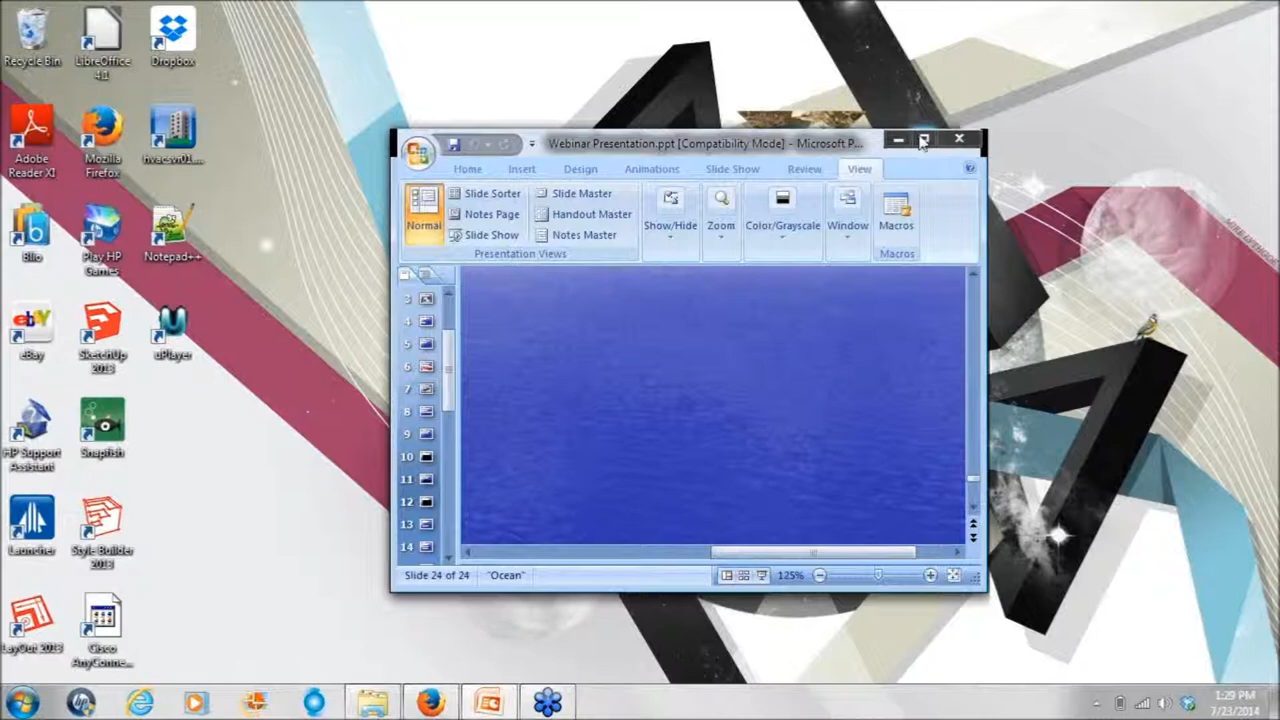 Recycle Bin
LibreOffice 4.1
Dropbox
Adobe Reader XI
Mozilla Firefox
hvacsvr01....
Blio
Play HP Games
Notepad++
eBay
SketchUp 2013
uPlayer
HP Support Assistant
Snapfish
Launcher
Style Builder 2013
LayOut 2013
Cisco AnyConne...
Webinar Presentation.ppt [Compatibility Mode] - Microsoft P...
Home Insert Design Animations Slide Show Review View
Normal
Slide Sorter
Notes Page
Slide Show
Slide Master
Handout Master
Notes Master
Presentation Views
Show/Hide
Zoom
Color/Grayscale
Window
Macros
Macros
3
4
5
6
7
8
9
10
11
12
13
14
Slide 24 of 24 "Ocean" 125%
1:29 PM
7/23/2014